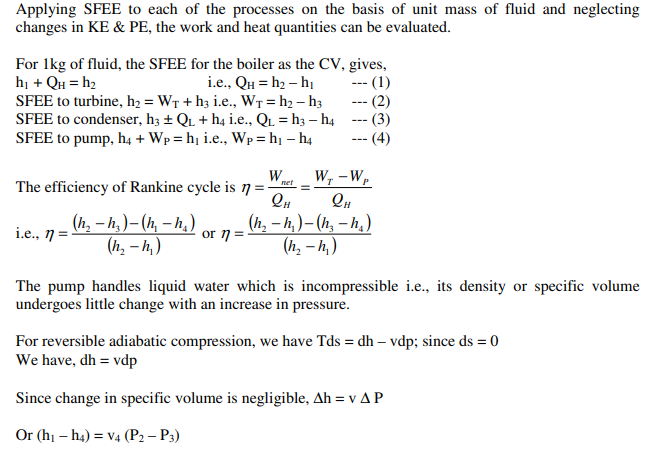 Applying SFEE to each of the processes on the basis of unit mass of fluid and neglecting
changes in KE & PE, the work and heat quantities can be evaluated.
For 1kg of fluid, the SFEE for the boiler as the CV, gives,
h₁ + Q_H = h₂ i.e., Q_H = h₂ – h₁ --- (1)
SFEE to turbine, h₂ = W_T + h₃ i.e., W_T = h₂ – h₃ --- (2)
SFEE to condenser, h₃ ± Q_L + h₄ i.e., Q_L = h₃ – h₄ --- (3)
SFEE to pump, h₄ + W_P = h₁ i.e., W_P = h₁ – h₄ --- (4)
The efficiency of Rankine cycle is η = W_net / Q_H = (W_T – W_P) / Q_H
i.e., η = ((h₂ – h₃) – (h₁ – h₄)) / (h₂ – h₁) or η = ((h₂ – h₁) – (h₃ – h₄)) / (h₂ – h₁)
The pump handles liquid water which is incompressible i.e., its density or specific volume
undergoes little change with an increase in pressure.
For reversible adiabatic compression, we have Tds = dh – vdp; since ds = 0
We have, dh = vdp
Since change in specific volume is negligible, Δh = v Δ P
Or (h₁ – h₄) = v₄ (P₂ – P₃)